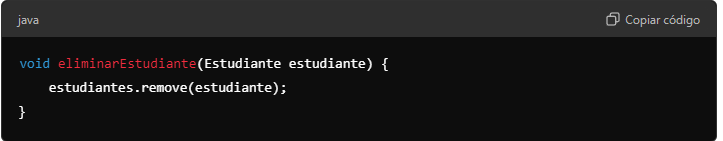 java
Copiar código
void eliminarEstudiante(Estudiante estudiante) {
    estudiantes.remove(estudiante);
}